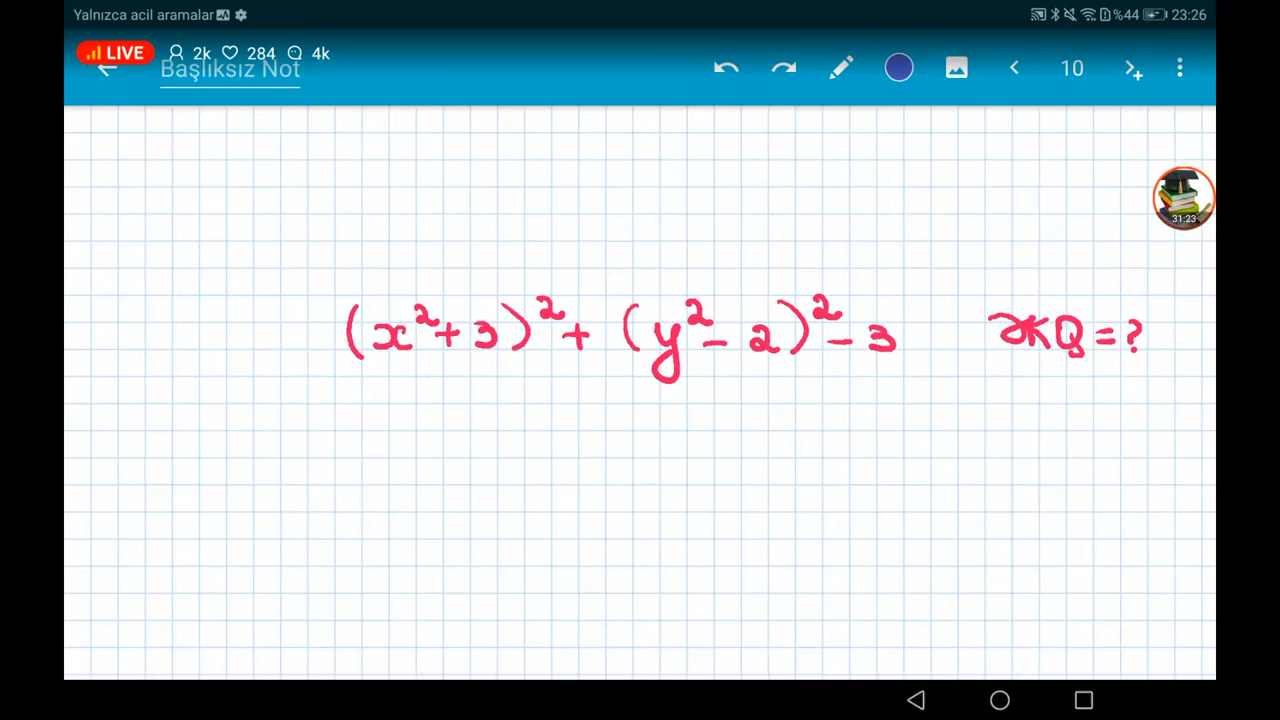 Yalnızca acil aramalar %44 23:26
LIVE 2k 284 4k
Başlıksız Not 10
31:23
(x²+3)²+(y²-2)²-3 ƏKQ=?